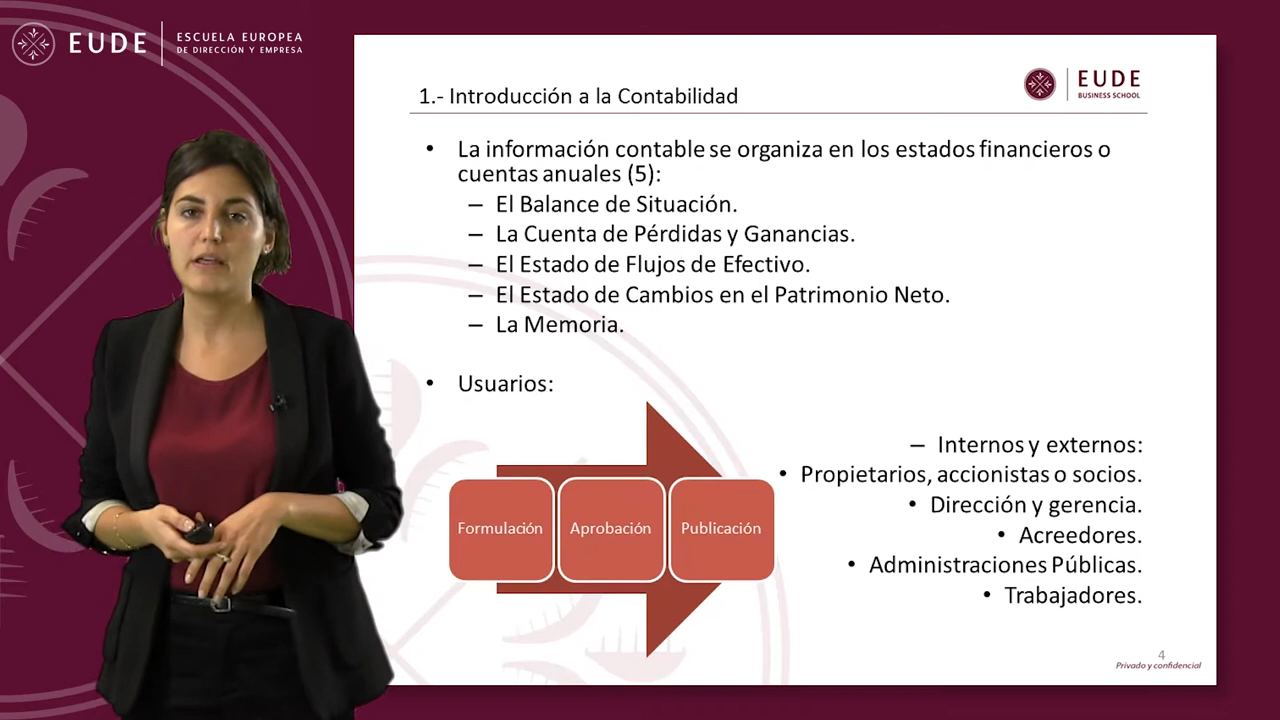 EUDE
ESCUELA EUROPEA
DE DIRECCIÓN Y EMPRESA
1.- Introducción a la Contabilidad
EUDE
BUSINESS SCHOOL
• La información contable se organiza en los estados financieros o
cuentas anuales (5):
– El Balance de Situación.
– La Cuenta de Pérdidas y Ganancias.
– El Estado de Flujos de Efectivo.
– El Estado de Cambios en el Patrimonio Neto.
– La Memoria.
• Usuarios:
Formulación
Aprobación
Publicación
– Internos y externos:
• Propietarios, accionistas o socios.
• Dirección y gerencia.
• Acreedores.
• Administraciones Públicas.
• Trabajadores.
4
Privado y confidencial